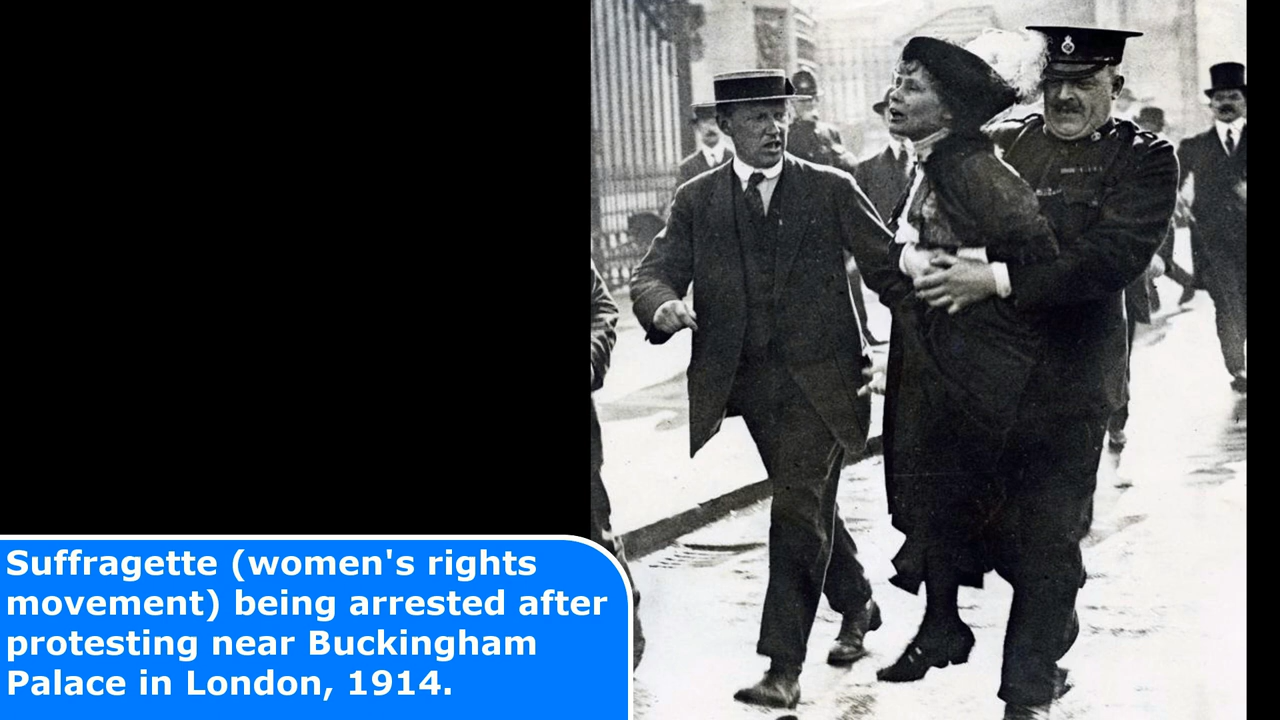 Suffragette (women's rights
movement) being arrested after
protesting near Buckingham
Palace in London, 1914.